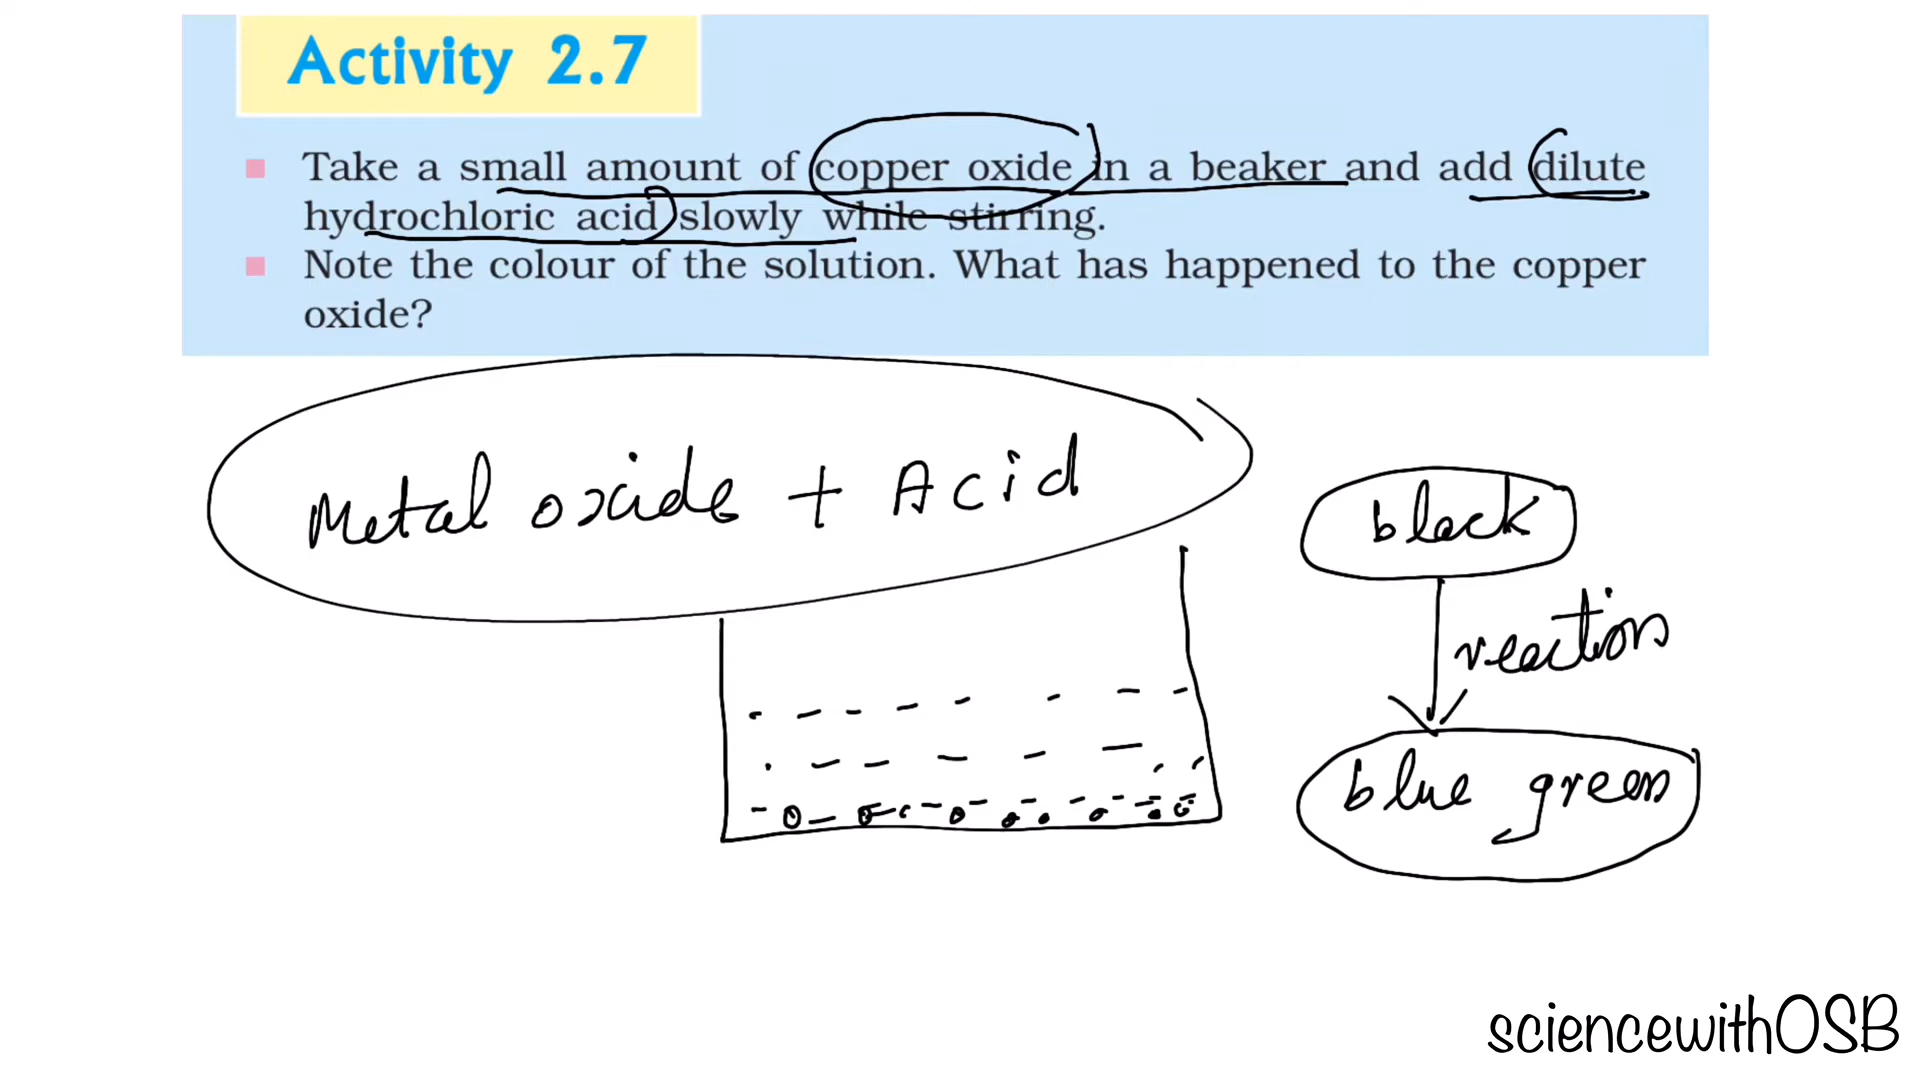 Activity 2.7
Take a small amount of copper oxide in a beaker and add dilute
hydrochloric acid slowly while stirring.
Note the colour of the solution. What has happened to the copper
oxide?
Metal oxide + Acid
black
reaction
blue green
sciencewithOSB